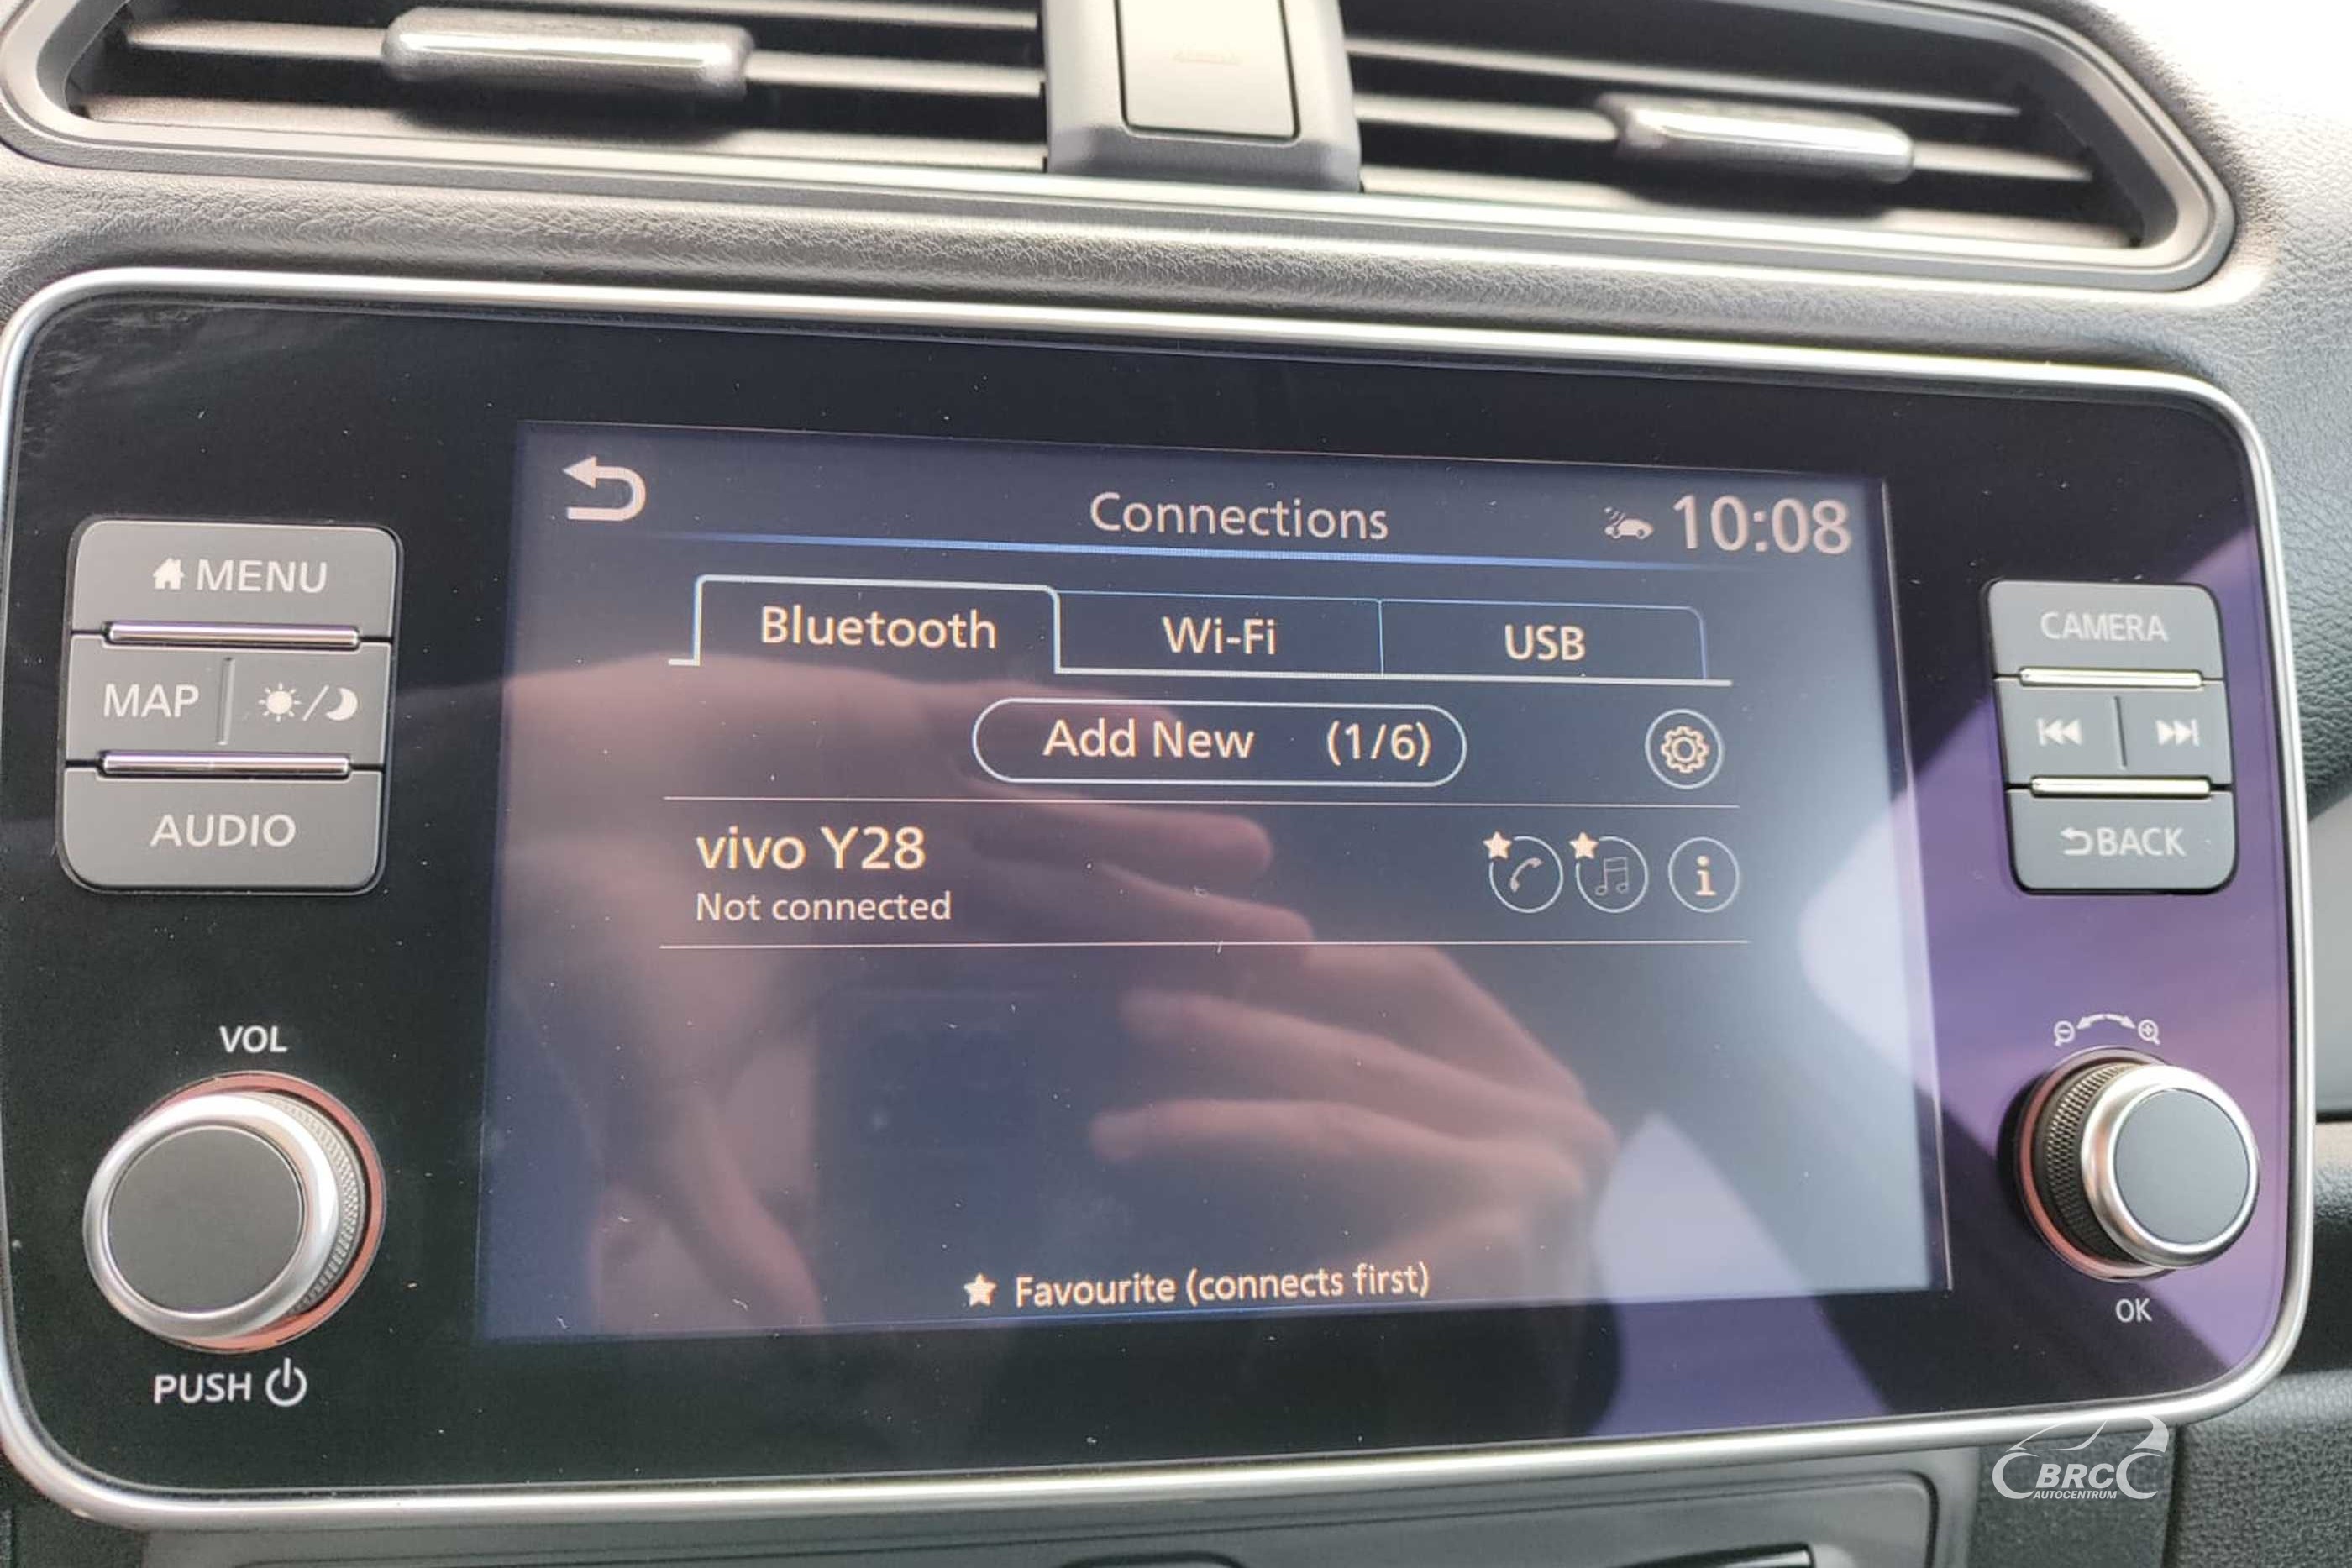 Connections 10:08
Bluetooth Wi-Fi USB
Add New (1/6)
vivo Y28
Not connected
Favourite (connects first)
MENU
MAP
AUDIO
VOL
PUSH
CAMERA
BACK
OK
BRC
AUTOCENTRUM